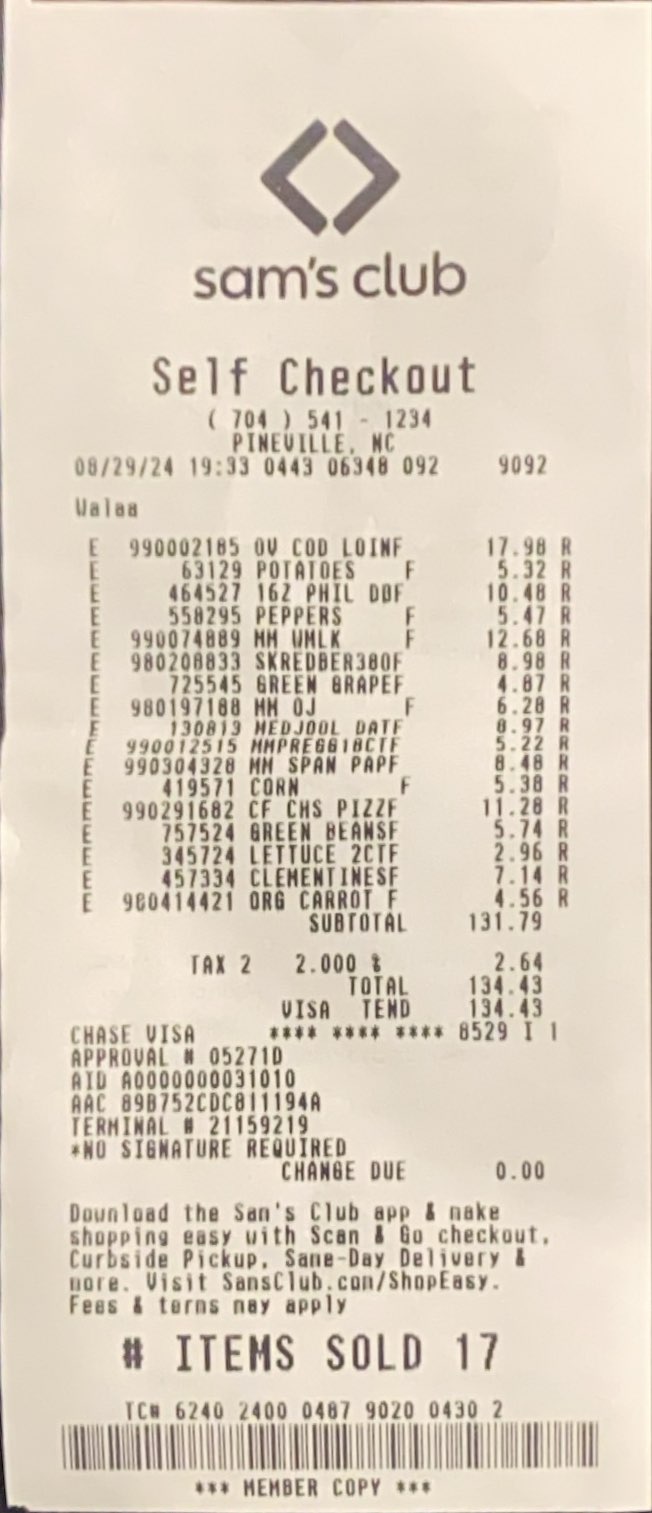 sam's club
Self Checkout
( 704 ) 541 - 1234
PINEVILLE, NC
08/29/24 19:33 0443 06348 092 9092
Walaa
E 990002185 OV COD LOINF 17.98 R
E 63129 POTATOES F 5.32 R
E 464527 16Z PHIL DBF 10.48 R
E 558295 PEPPERS F 5.47 R
E 990074889 MM WMLK F 12.68 R
E 980208833 SKREDBER380F 8.98 R
E 725545 GREEN GRAPEF 4.87 R
E 980197188 MM OJ F 6.28 R
E 130813 MEDJOOL DATF 8.97 R
E 990012515 MMPREGG18CTF 5.22 R
E 990304328 MM SPAN PAPF 8.48 R
E 419571 CORN F 5.38 R
E 990291682 CF CHS PIZZF 11.28 R
E 757524 GREEN BEANSF 5.74 R
E 345724 LETTUCE 2CTF 2.96 R
E 457334 CLEMENTINESF 7.14 R
E 980414421 ORG CARROT F 4.56 R
SUBTOTAL 131.79
TAX 2 2.000 % 2.64
TOTAL 134.43
VISA TEND 134.43
CHASE VISA **** **** **** 8529 I 1
APPROVAL # 05271D
AID A0000000031010
AAC 89B752CDC811194A
TERMINAL # 21159219
*NO SIGNATURE REQUIRED
CHANGE DUE 0.00
Download the Sam's Club app & make
shopping easy with Scan & Go checkout,
Curbside Pickup, Same-Day Delivery &
more. Visit SamsClub.com/ShopEasy.
Fees & terms may apply
# ITEMS SOLD 17
TC# 6240 2400 0487 9020 0430 2
*** MEMBER COPY ***